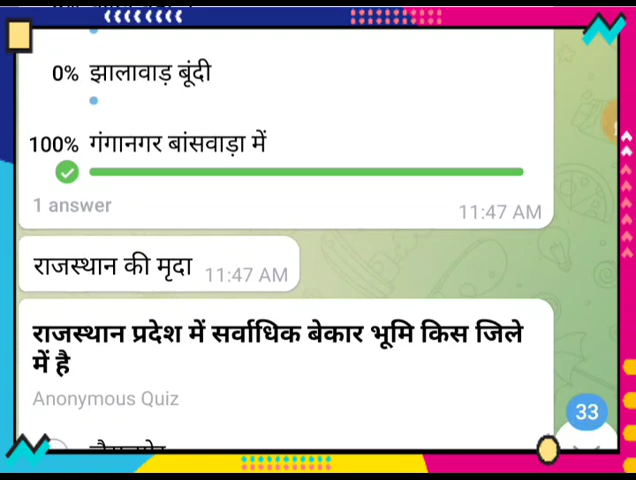 0% झालावाड़ बूंदी
100% गंगानगर बांसवाड़ा में
1 answer
11:47 AM
राजस्थान की मृदा 11:47 AM
राजस्थान प्रदेश में सर्वाधिक बेकार भूमि किस जिले
में है
Anonymous Quiz
33